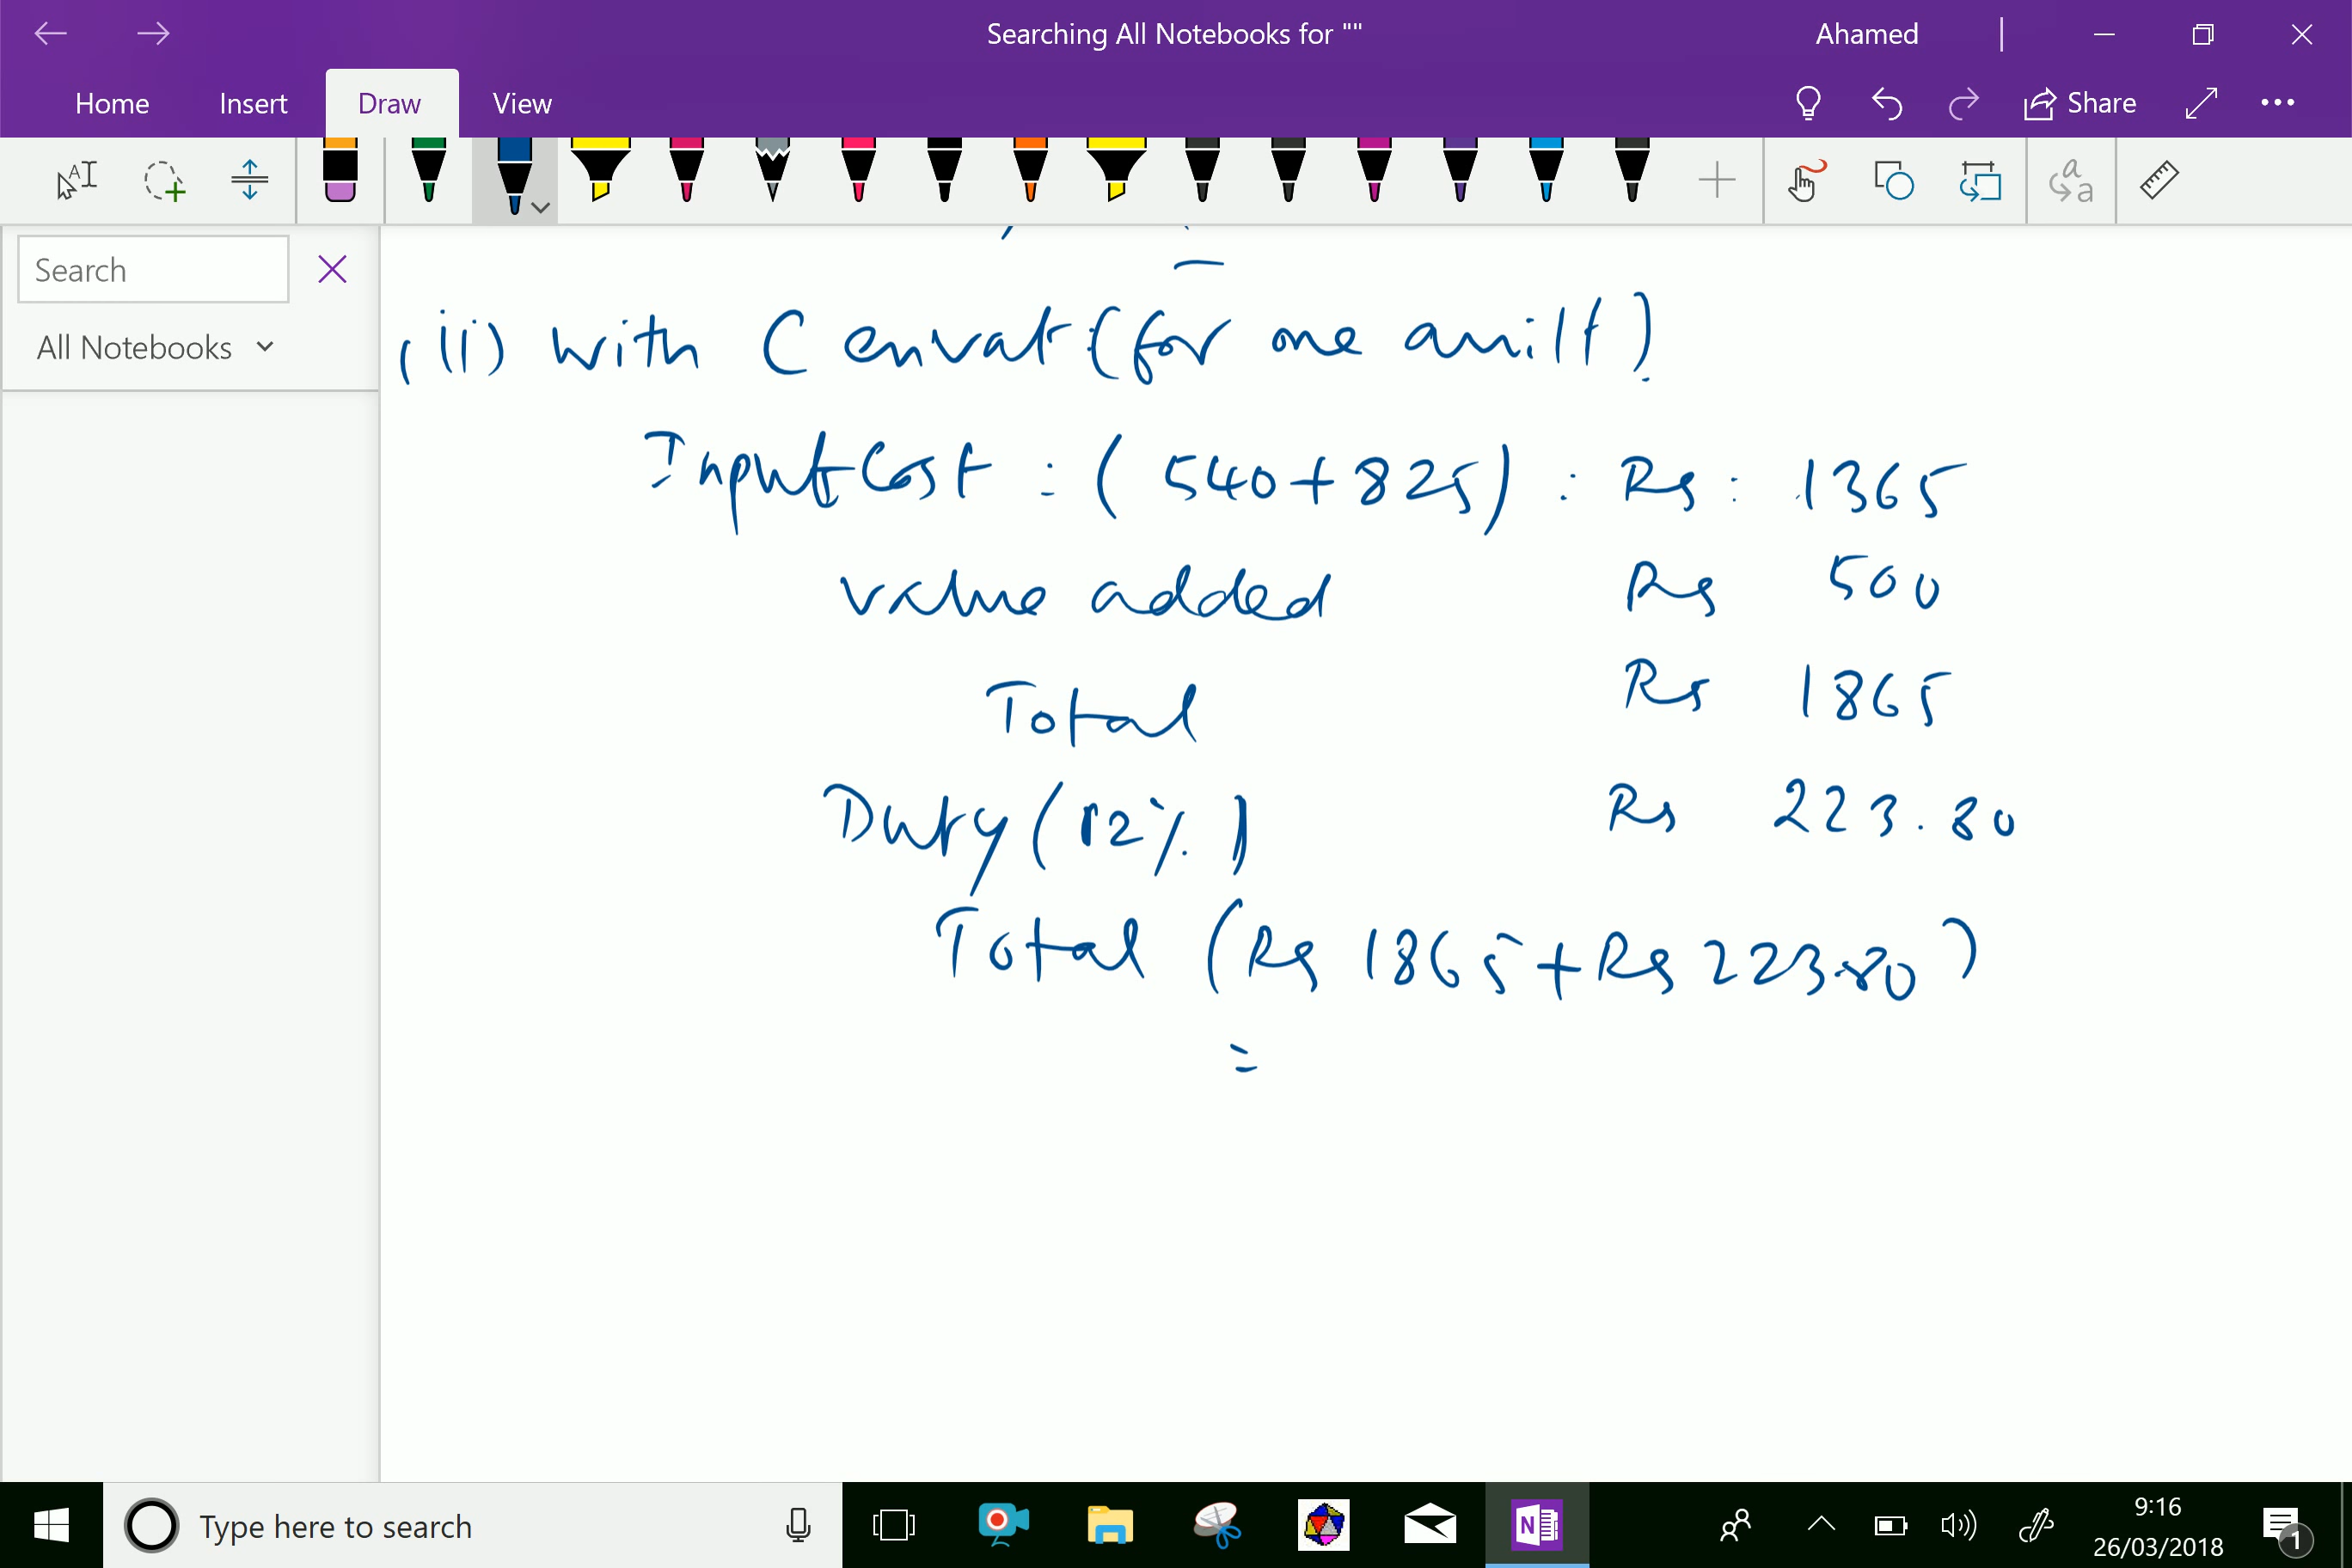 Searching All Notebooks for ""
Ahamed
Home Insert Draw View
Share
Search
All Notebooks
(ii) with Cenvat (for one amilt)
Input Cost : (540+825) : Rs : 1365
value added Rs 500
Total Rs 1865
Duty (12%) Rs 223.80
Total (Rs 1865+Rs 223.80)
=
Type here to search
9:16
26/03/2018
1